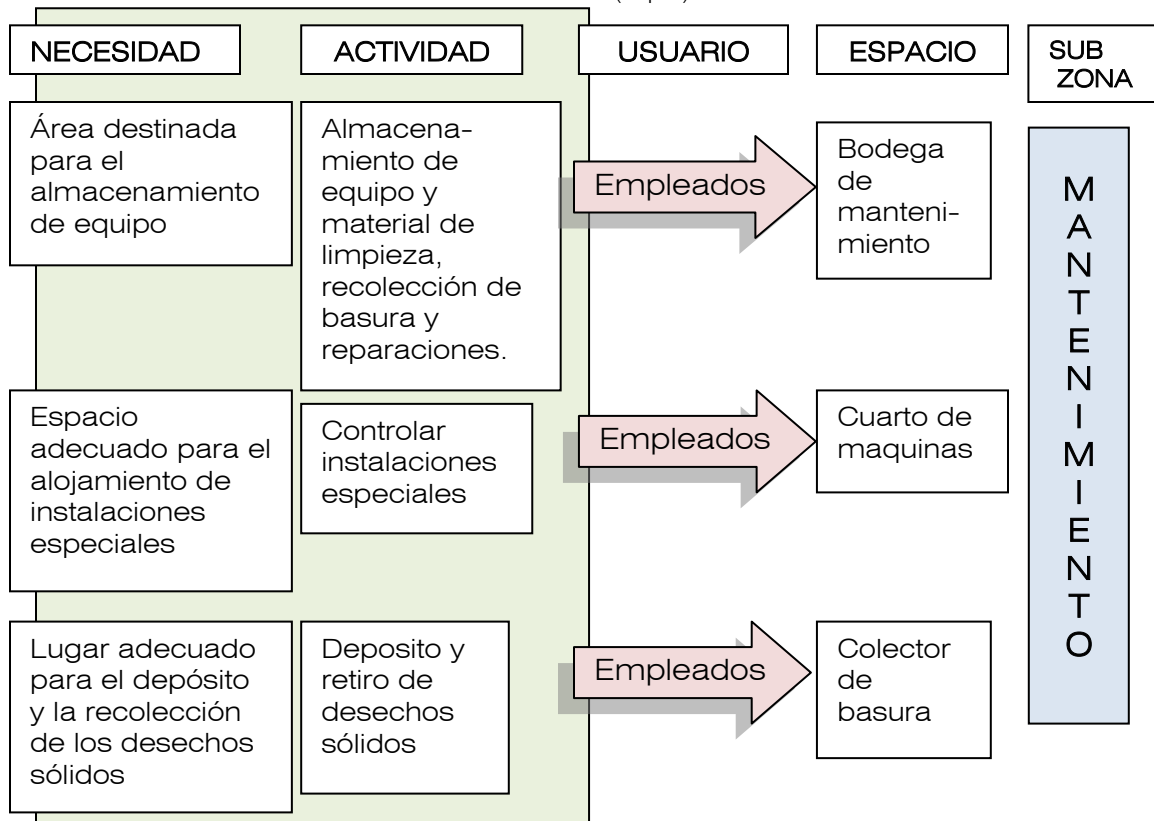 NECESIDAD
ACTIVIDAD
USUARIO
ESPACIO
SUB
ZONA
Área destinada
para el
almacenamiento
de equipo
Almacena-
miento de
equipo y
material de
limpieza,
recolección de
basura y
reparaciones.
Empleados
Bodega
de
manteni-
miento
Espacio
adecuado para el
alojamiento de
instalaciones
especiales
Controlar
instalaciones
especiales
Empleados
Cuarto de
maquinas
Lugar adecuado
para el depósito
y la recolección
de los desechos
sólidos
Deposito y
retiro de
desechos
sólidos
Empleados
Colector
de
basura
M
A
N
T
E
N
I
M
I
E
N
T
O